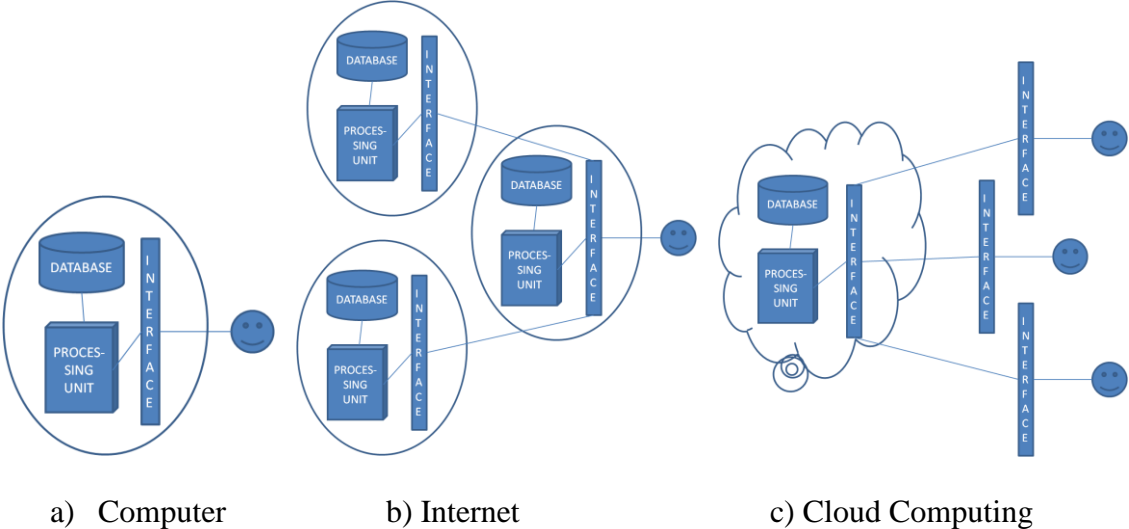 DATABASE
PROCES-
SING
UNIT
INTERFACE
DATABASE
PROCES-
SING
UNIT
INTERFACE
DATABASE
PROCES-
SING
UNIT
INTERFACE
DATABASE
PROCES-
SING
UNIT
INTERFACE
DATABASE
PROCES-
SING
UNIT
INTERFACE
INTERFACE
INTERFACE
INTERFACE
a) Computer
b) Internet
c) Cloud Computing